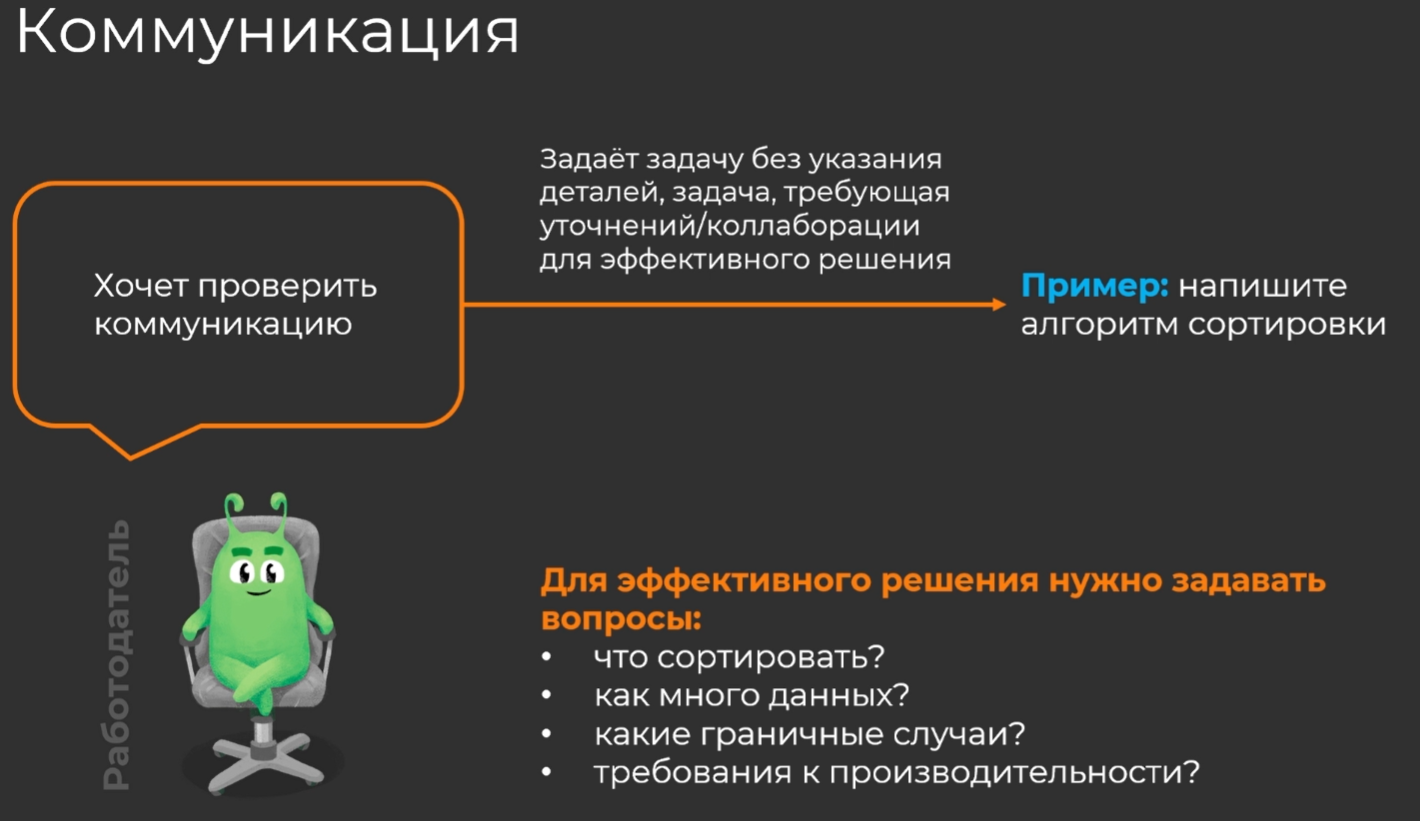 Коммуникация
Задаёт задачу без указания
деталей, задача, требующая
уточнений/коллаборации
для эффективного решения
Хочет проверить
коммуникацию
Пример: напишите
алгоритм сортировки
Работодатель
Для эффективного решения нужно задавать
вопросы:
• что сортировать?
• как много данных?
• какие граничные случаи?
• требования к производительности?